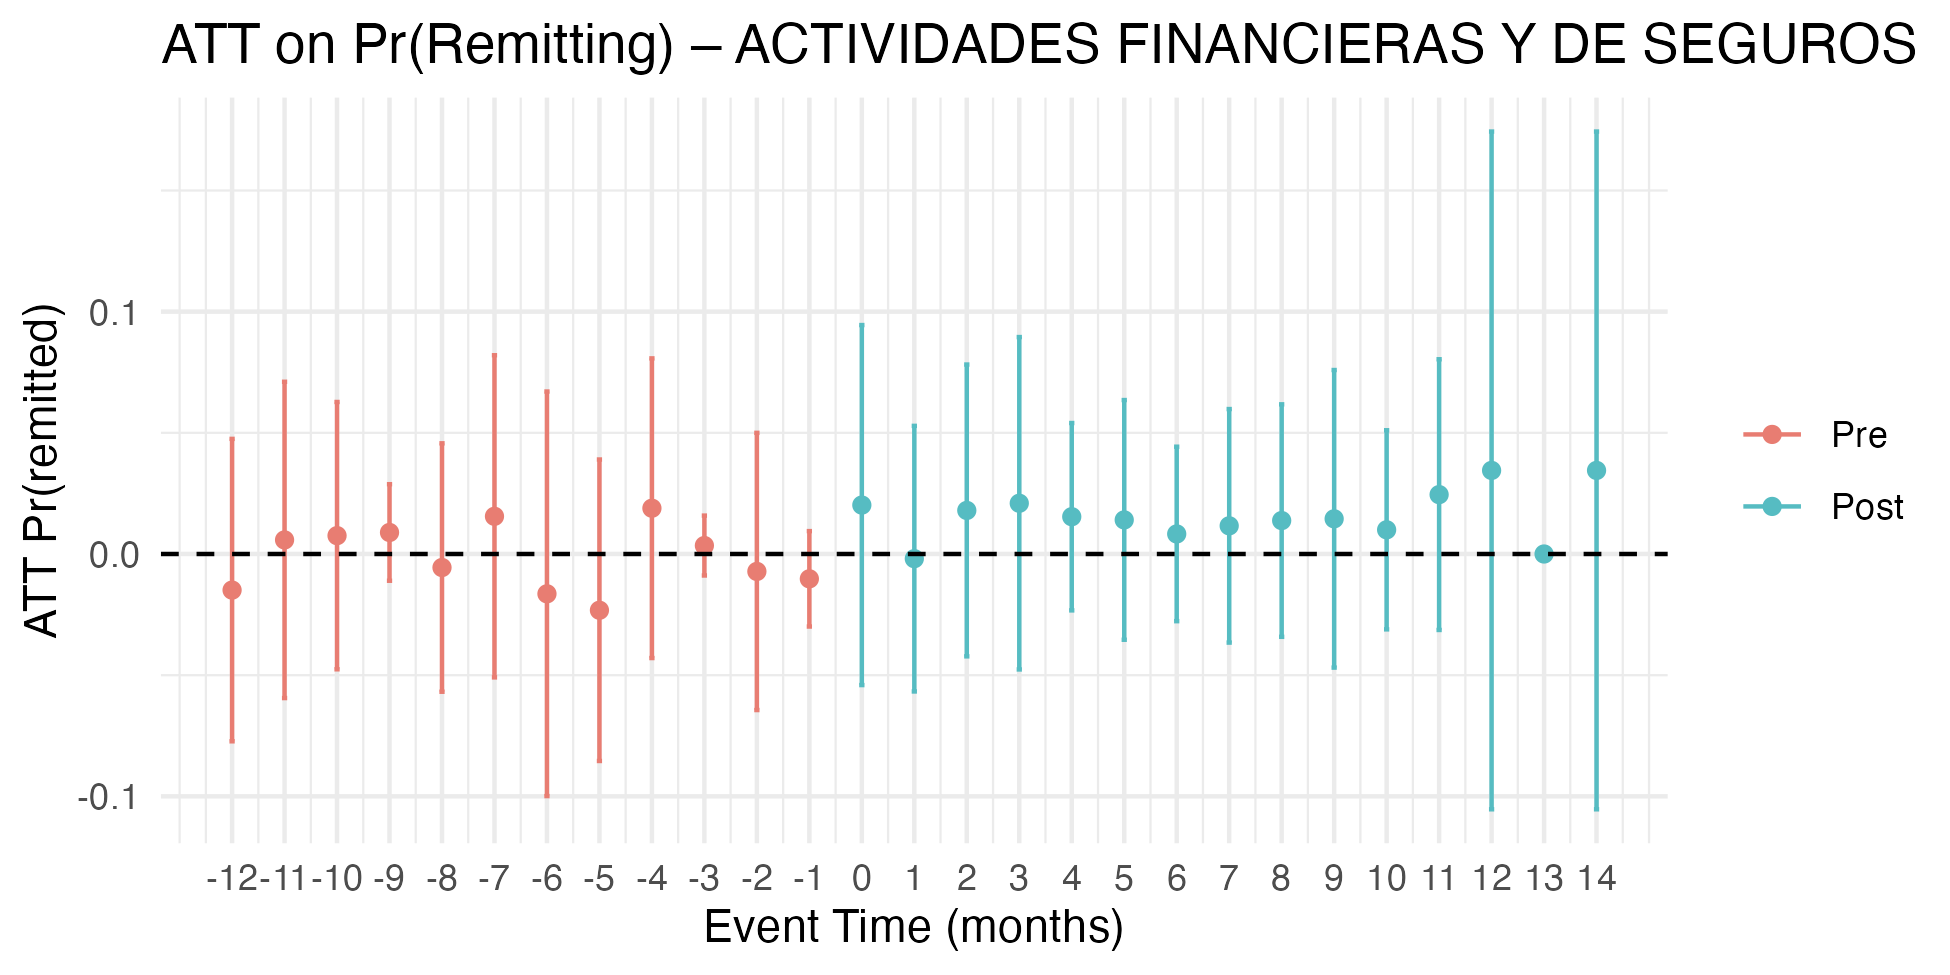 ATT on Pr(Remitting) – ACTIVIDADES FINANCIERAS Y DE SEGUROS
ATT Pr(remitted)
0.1
0.0
-0.1
-12 -11 -10 -9 -8 -7 -6 -5 -4 -3 -2 -1 0 1 2 3 4 5 6 7 8 9 10 11 12 13 14
Event Time (months)
Pre
Post